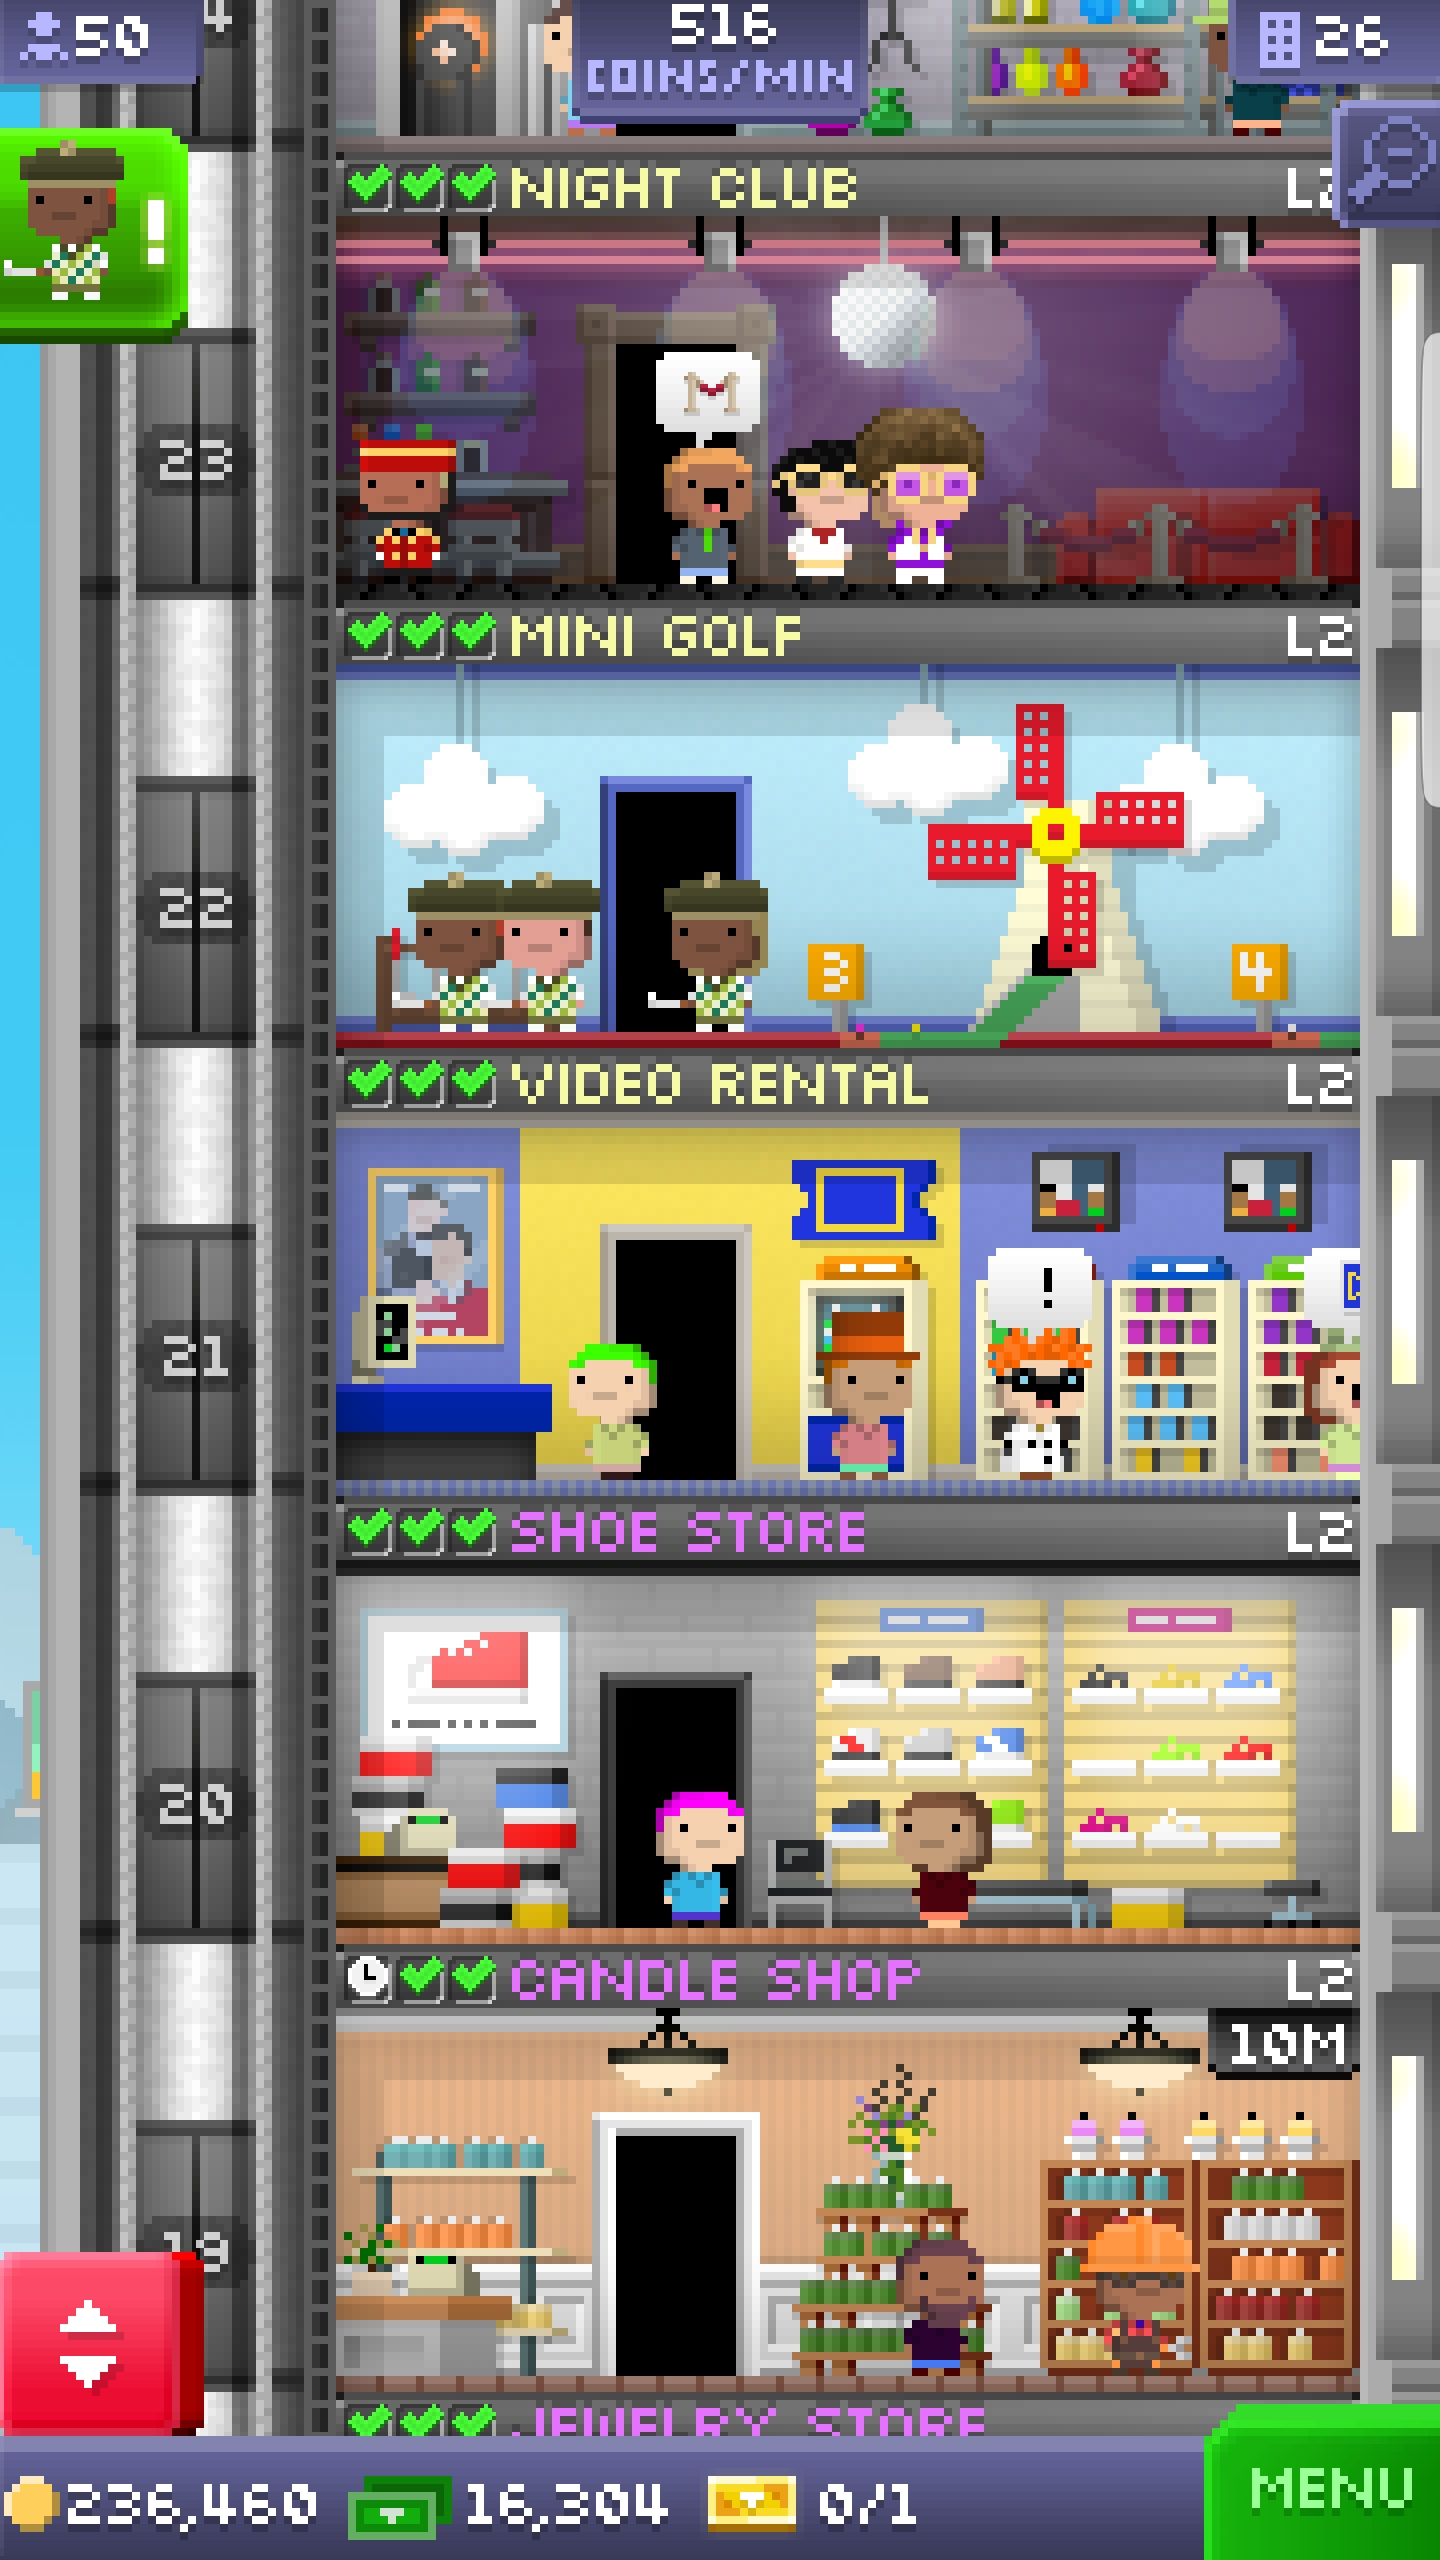 50
516
COINS/MIN
26
NIGHT CLUB
23
M
MINI GOLF L2
22
3
4
VIDEO RENTAL L2
!
21
SHOE STORE L2
20
CANDLE SHOP L2
10M
19
JEWELRY STORE
236,460 16,304 0/1
MENU